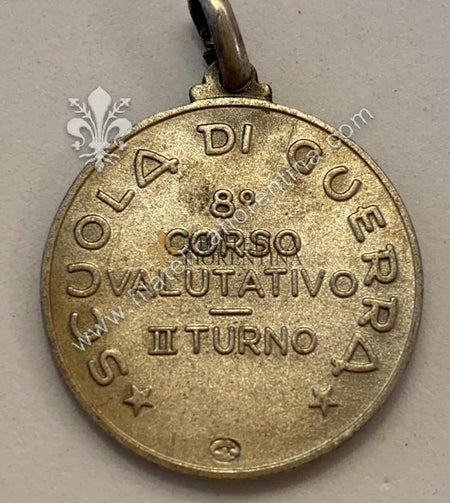 SCUOLA DI GUERRA
8°
CORSO
VALUTATIVO
II TURNO